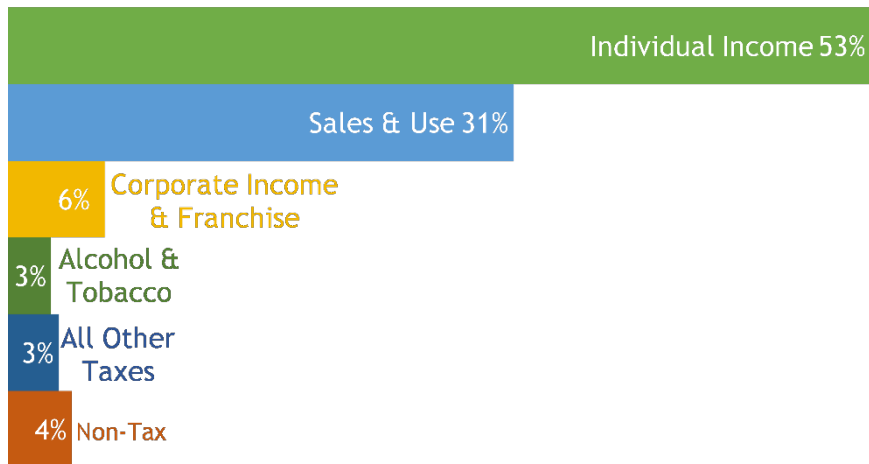 Individual Income 53%
Sales & Use 31%
6% Corporate Income
& Franchise
3% Alcohol &
Tobacco
3% All Other
Taxes
4% Non-Tax